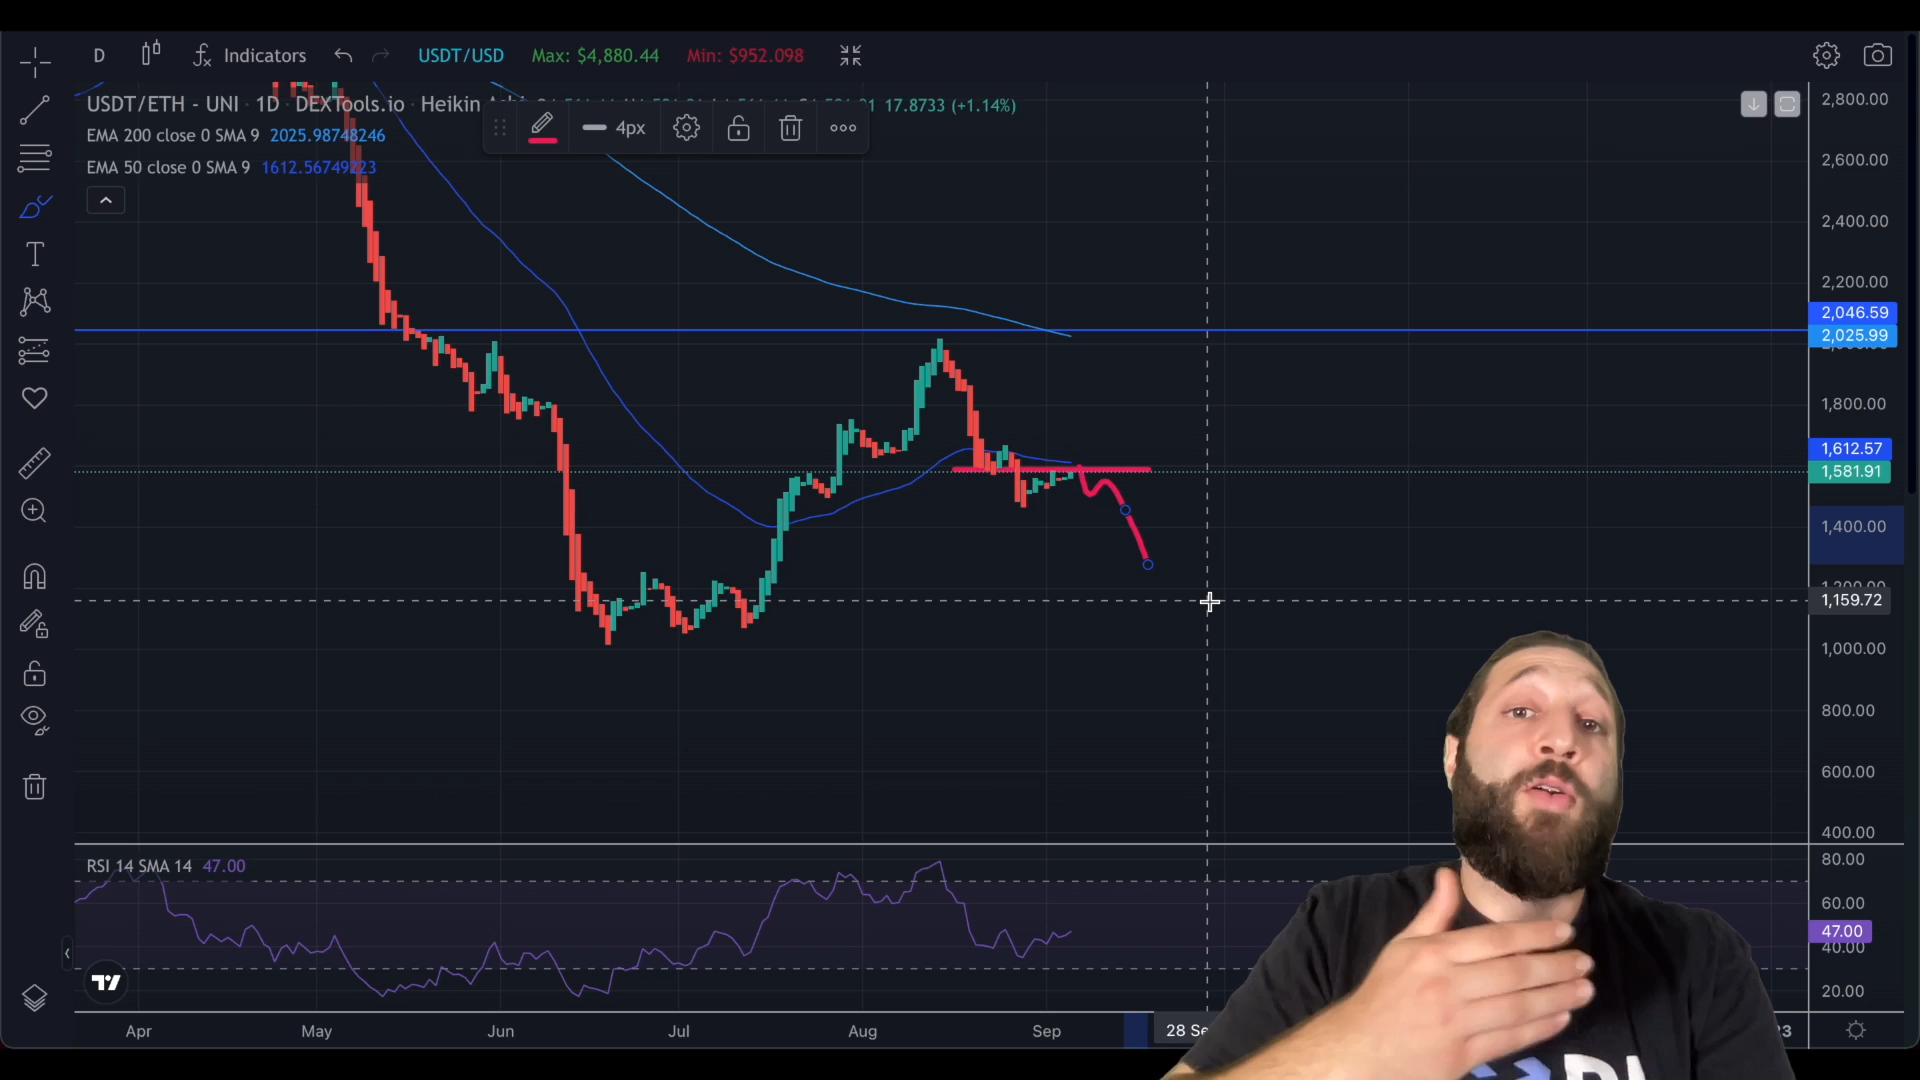 D Indicators USDT/USD Max: $4,880.44 Min: $952.098
USDT/ETH - UNI · 1D · DEXTools.io · Heikin 17.8733 (+1.14%)
EMA 200 close 0 SMA 9 2025.98748246
4px
EMA 50 close 0 SMA 9 1612.56749223
2,800.00
2,600.00
2,400.00
2,200.00
2,046.59
2,025.99
1,800.00
1,612.57
1,581.91
1,400.00
1,159.72
1,000.00
800.00
600.00
400.00
RSI 14 SMA 14 47.00
80.00
60.00
47.00
40.00
20.00
Apr May Jun Jul Aug Sep 28 Se